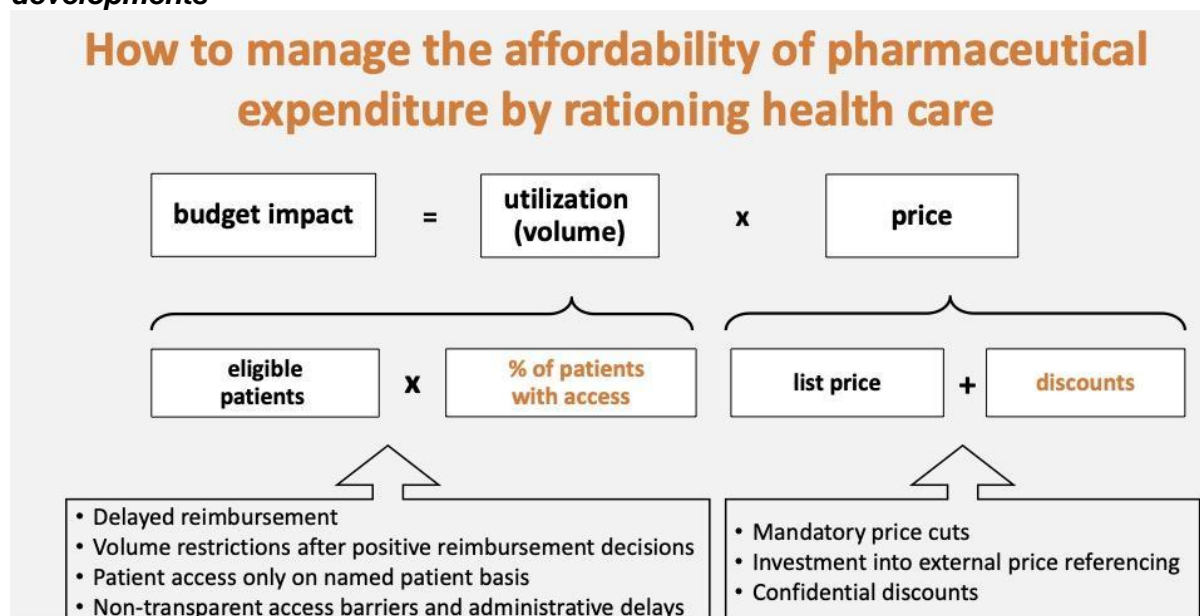 developments
How to manage the affordability of pharmaceutical
expenditure by rationing health care
budget impact = utilization (volume) x price
eligible patients x % of patients with access list price + discounts
• Delayed reimbursement
• Volume restrictions after positive reimbursement decisions
• Patient access only on named patient basis
• Non-transparent access barriers and administrative delays
• Mandatory price cuts
• Investment into external price referencing
• Confidential discounts